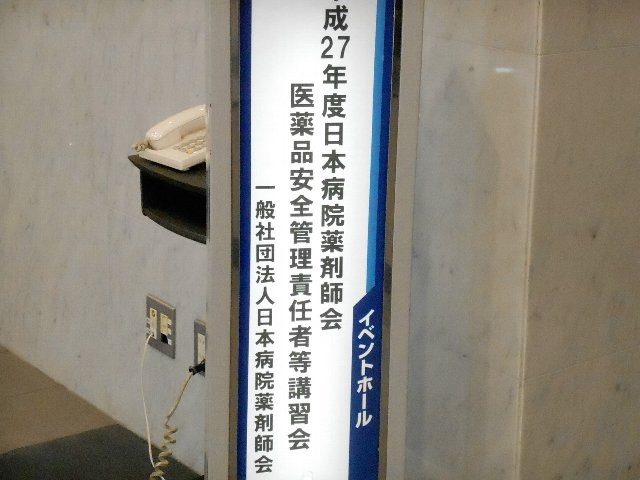 成27年度日本病院薬剤師会
医薬品安全管理責任者等講習会
一般社団法人日本病院薬剤師会
イベントホール